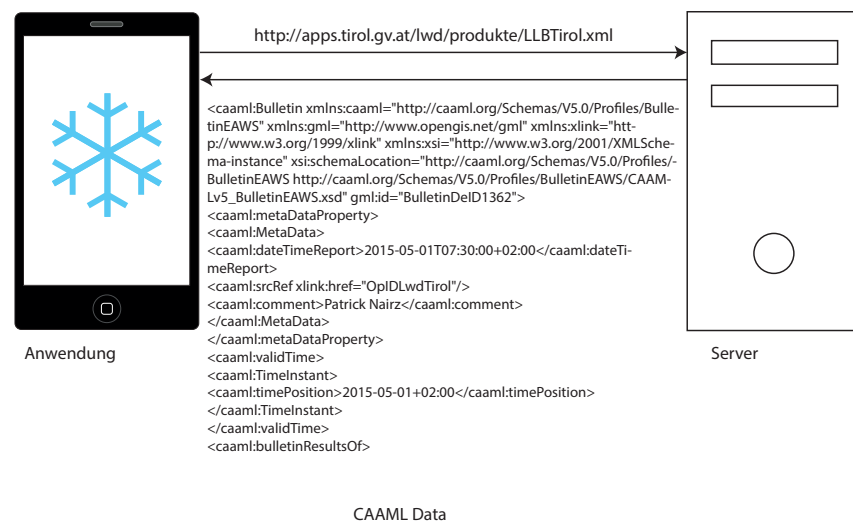 http://apps.tirol.gv.at/lwd/produkte/LLBTirol.xml
<caaml:Bulletin xmlns:caaml="http://caaml.org/Schemas/V5.0/Profiles/Bulle-
tinEAWS" xmlns:gml="http://www.opengis.net/gml" xmlns:xlink="htt-
p://www.w3.org/1999/xlink" xmlns:xsi="http://www.w3.org/2001/XMLSche-
ma-instance" xsi:schemaLocation="http://caaml.org/Schemas/V5.0/Profiles/-
BulletinEAWS http://caaml.org/Schemas/V5.0/Profiles/BulletinEAWS/CAAM-
Lv5_BulletinEAWS.xsd" gml:id="BulletinDeID1362">
<caaml:metaDataProperty>
<caaml:MetaData>
<caaml:dateTimeReport>2015-05-01T07:30:00+02:00</caaml:dateTi-
meReport>
<caaml:srcRef xlink:href="OpIDLwdTirol"/>
<caaml:comment>Patrick Nairz</caaml:comment>
</caaml:MetaData>
</caaml:metaDataProperty>
<caaml:validTime>
<caaml:TimeInstant>
<caaml:timePosition>2015-05-01+02:00</caaml:timePosition>
</caaml:TimeInstant>
</caaml:validTime>
<caaml:bulletinResultsOf>
Anwendung
Server
CAAML Data